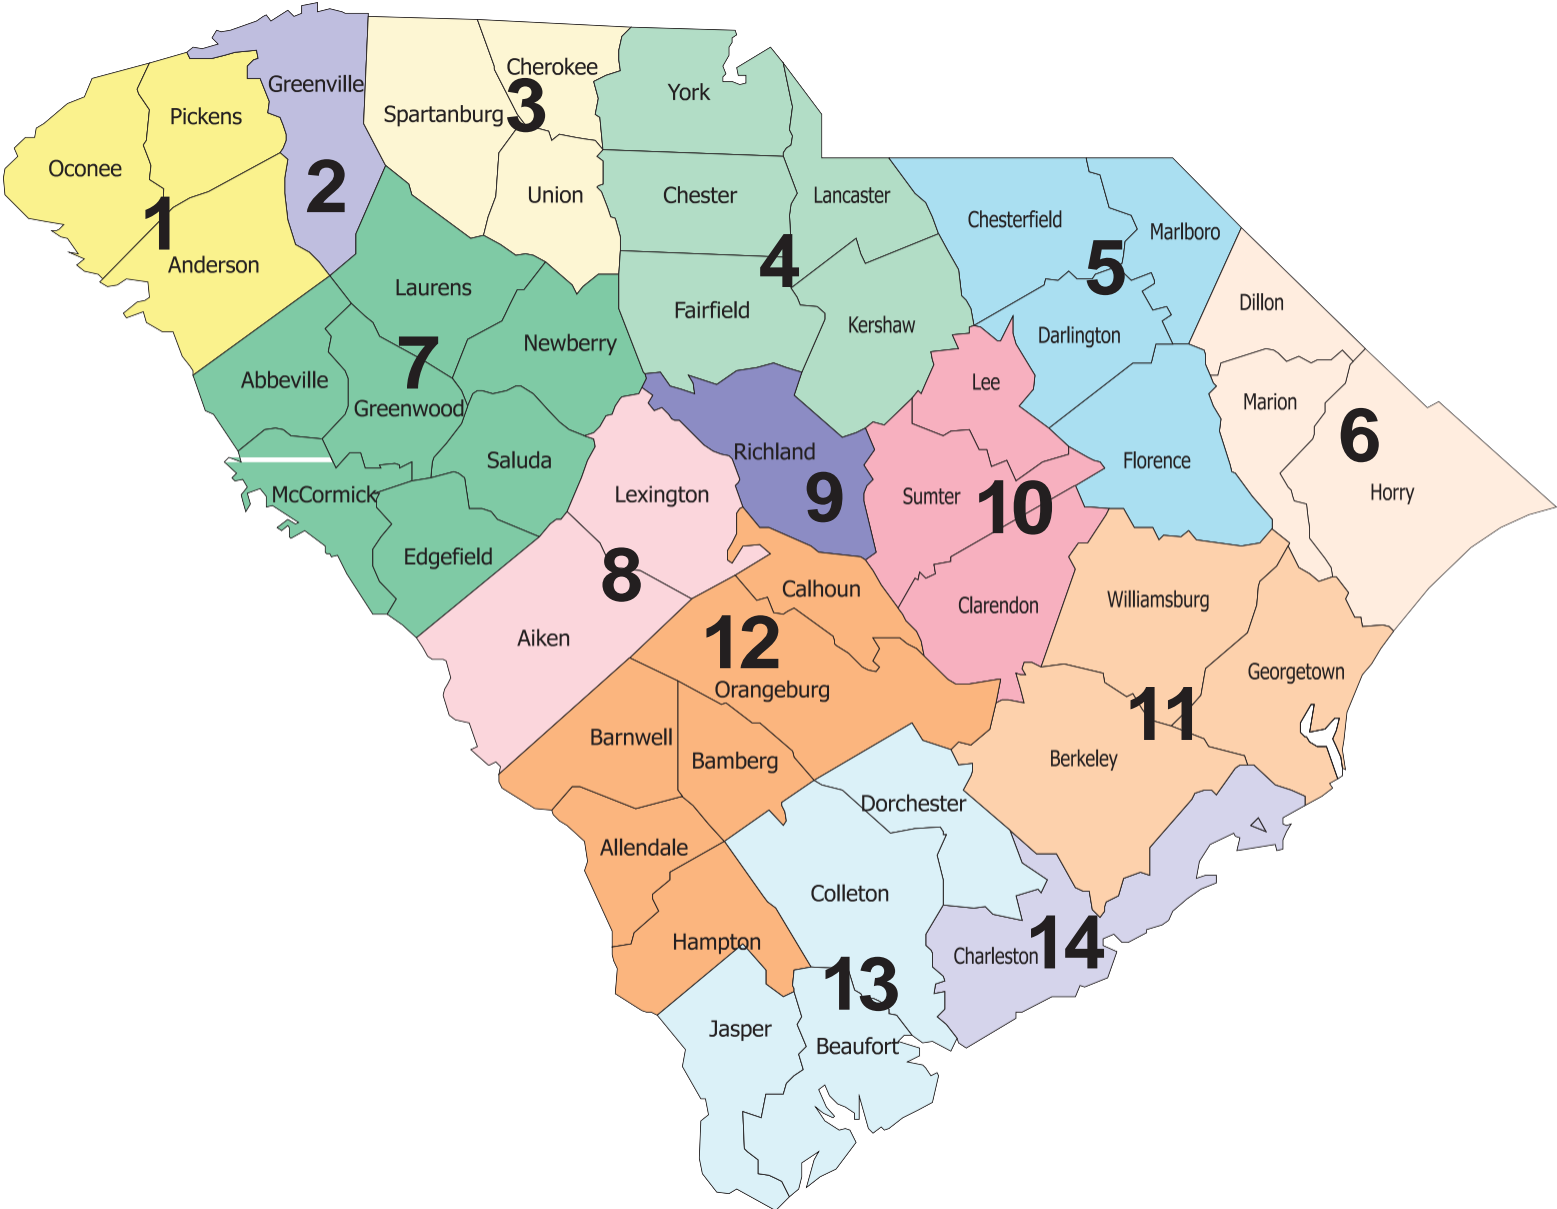 Greenville
Cherokee
York
3
Spartanburg
Pickens
Oconee
2
Union
Chester
Lancaster
Chesterfield
Marlboro
1
Anderson
4
5
Laurens
Fairfield
Kershaw
Dillon
Darlington
Newberry
7
Abbeville
Greenwood
Lee
Marion
6
Richland
Saluda
Florence
McCormick
Lexington
9
Sumter
10
Horry
Edgefield
8
Calhoun
Clarendon
Williamsburg
Aiken
12
Orangeburg
Georgetown
11
Barnwell
Bamberg
Berkeley
Dorchester
Allendale
Colleton
Hampton
Charleston
14
13
Jasper
Beaufort